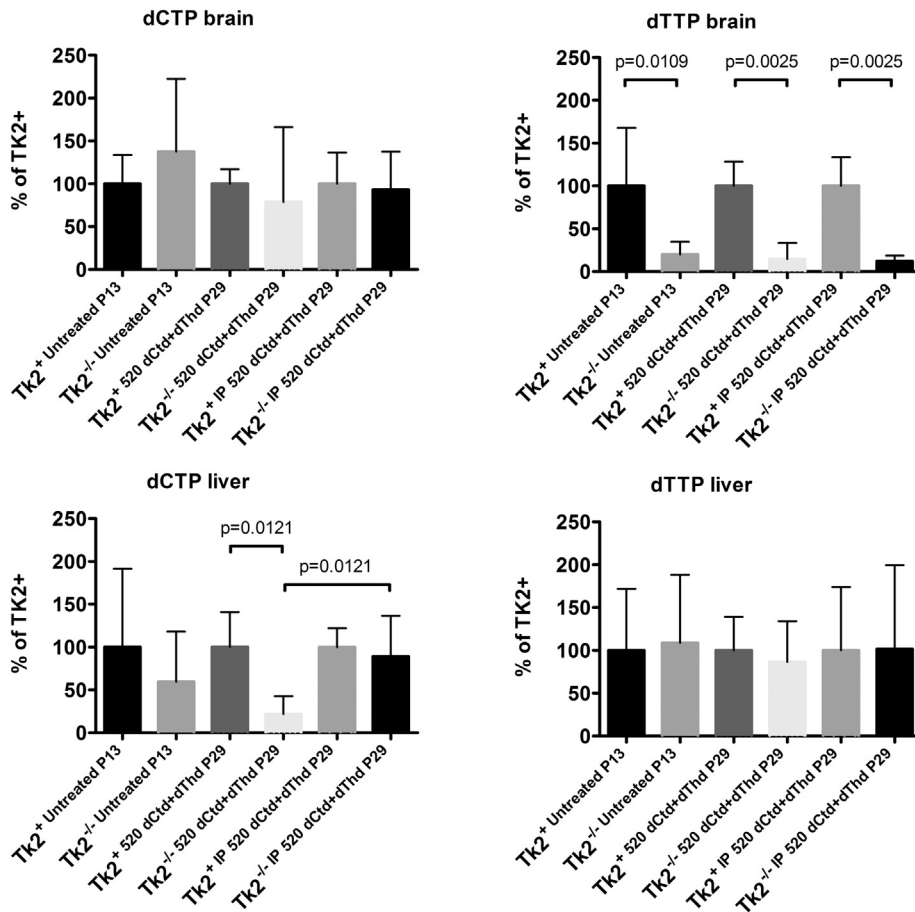 dCTP brain
% of TK2+
250
200
150
100
50
0
Tk2+ Untreated P13
Tk2-/- Untreated P13
Tk2+ 520 dCtd+dThd P29
Tk2-/- 520 dCtd+dThd P29
Tk2+ IP 520 dCtd+dThd P29
Tk2-/- IP 520 dCtd+dThd P29
dTTP brain
% of TK2+
250
200
150
100
50
0
p=0.0109
p=0.0025
p=0.0025
Tk2+ Untreated P13
Tk2-/- Untreated P13
Tk2+ 520 dCtd+dThd P29
Tk2-/- 520 dCtd+dThd P29
Tk2+ IP 520 dCtd+dThd P29
Tk2-/- IP 520 dCtd+dThd P29
dCTP liver
% of TK2+
250
200
150
100
50
0
p=0.0121
p=0.0121
Tk2+ Untreated P13
Tk2-/- Untreated P13
Tk2+ 520 dCtd+dThd P29
Tk2-/- 520 dCtd+dThd P29
Tk2+ IP 520 dCtd+dThd P29
Tk2-/- IP 520 dCtd+dThd P29
dTTP liver
% of TK2+
250
200
150
100
50
0
Tk2+ Untreated P13
Tk2-/- Untreated P13
Tk2+ 520 dCtd+dThd P29
Tk2-/- 520 dCtd+dThd P29
Tk2+ IP 520 dCtd+dThd P29
Tk2-/- IP 520 dCtd+dThd P29